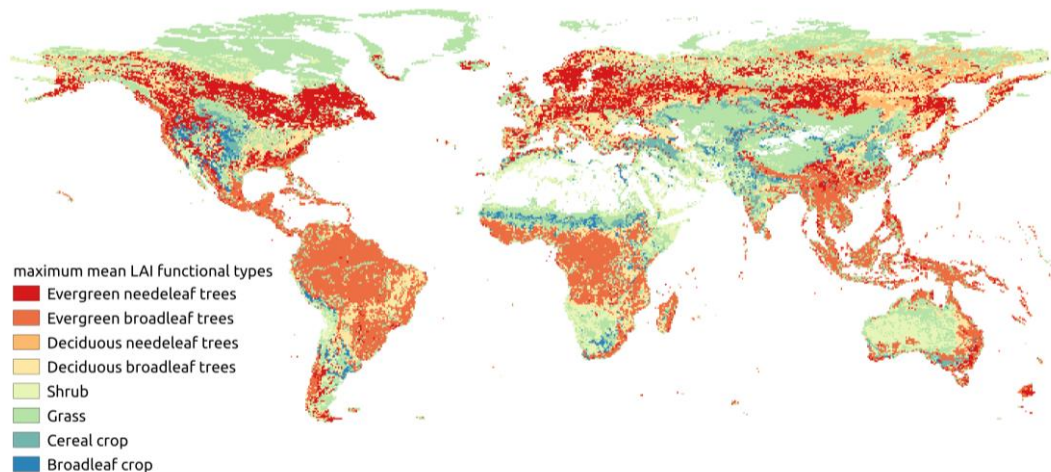 maximum mean LAI functional types
Evergreen needeleaf trees
Evergreen broadleaf trees
Deciduous needeleaf trees
Deciduous broadleaf trees
Shrub
Grass
Cereal crop
Broadleaf crop